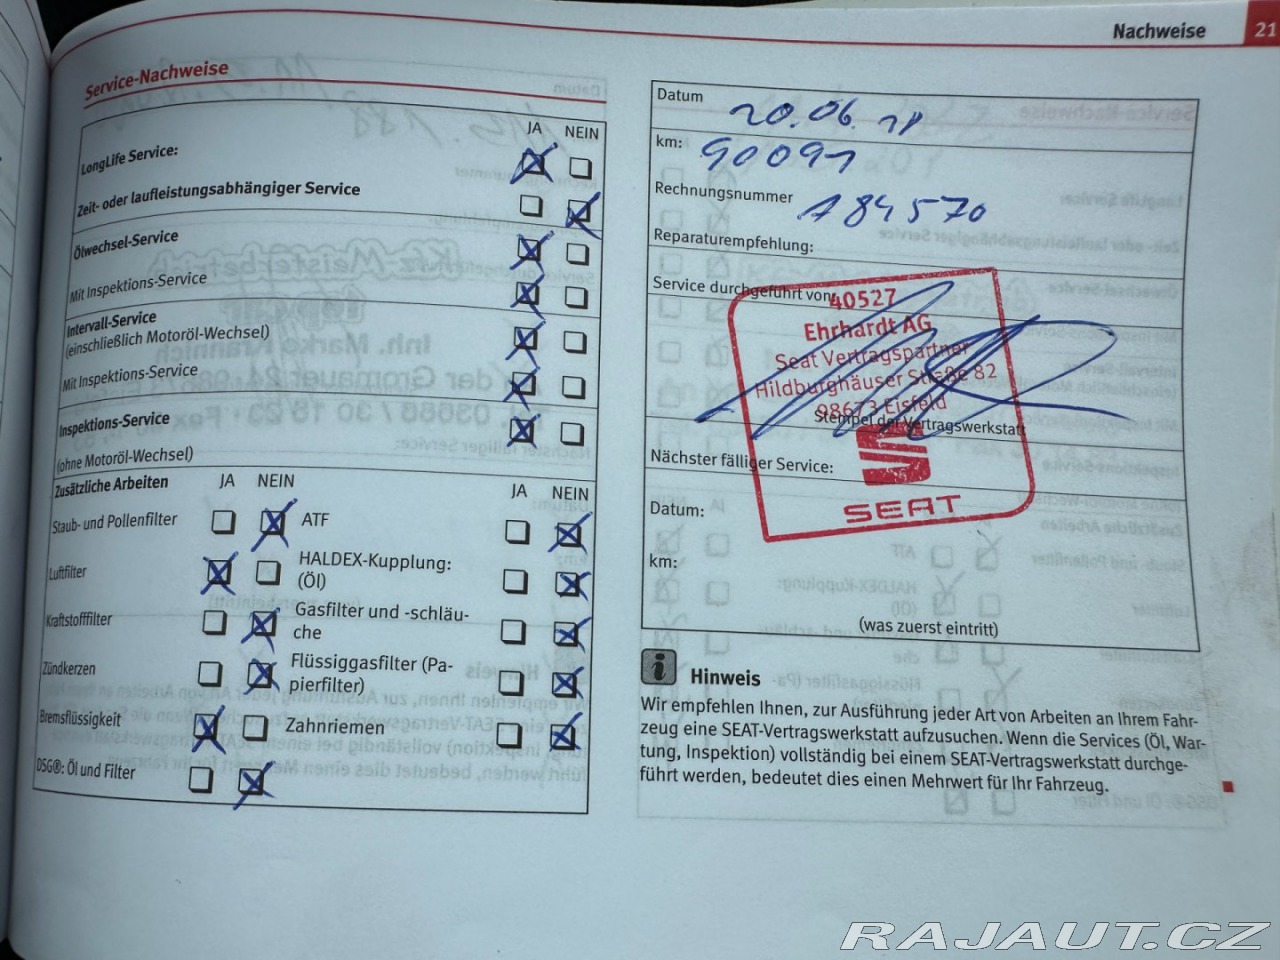 Nachweise 21
Service-Nachweise
JA NEIN
LongLife Service:
Zeit- oder laufleistungsabhängiger Service
Ölwechsel-Service
Mit Inspektions-Service
Intervall-Service
(einschließlich Motoröl-Wechsel)
Mit Inspektions-Service
Inspektions-Service
(ohne Motoröl-Wechsel)
Zusätzliche Arbeiten JA NEIN JA NEIN
Staub- und Pollenfilter ATF
Luftfilter HALDEX-Kupplung:
(Öl)
Kraftstofffilter Gasfilter und -schläu-
che
Zündkerzen Flüssiggasfilter (Pa-
pierfilter)
Bremsflüssigkeit Zahnriemen
DSG®: Öl und Filter
Datum 20.06.18
km: 90091
Rechnungsnummer 184570
Reparaturempfehlung:
Service durchgeführt von:
40527
Ehrhardt AG
Seat Vertragspartner
Hildburghäuser Straße 82
98673 Eisfeld
Stempel der Vertragswerkstatt
Nächster fälliger Service:
SEAT
Datum:
km:
(was zuerst eintritt)
i Hinweis
Wir empfehlen Ihnen, zur Ausführung jeder Art von Arbeiten an Ihrem Fahr-
zeug eine SEAT-Vertragswerkstatt aufzusuchen. Wenn die Services (Öl, War-
tung, Inspektion) vollständig bei einem SEAT-Vertragswerkstatt durchge-
führt werden, bedeutet dies einen Mehrwert für Ihr Fahrzeug.
RAJAUT.CZ